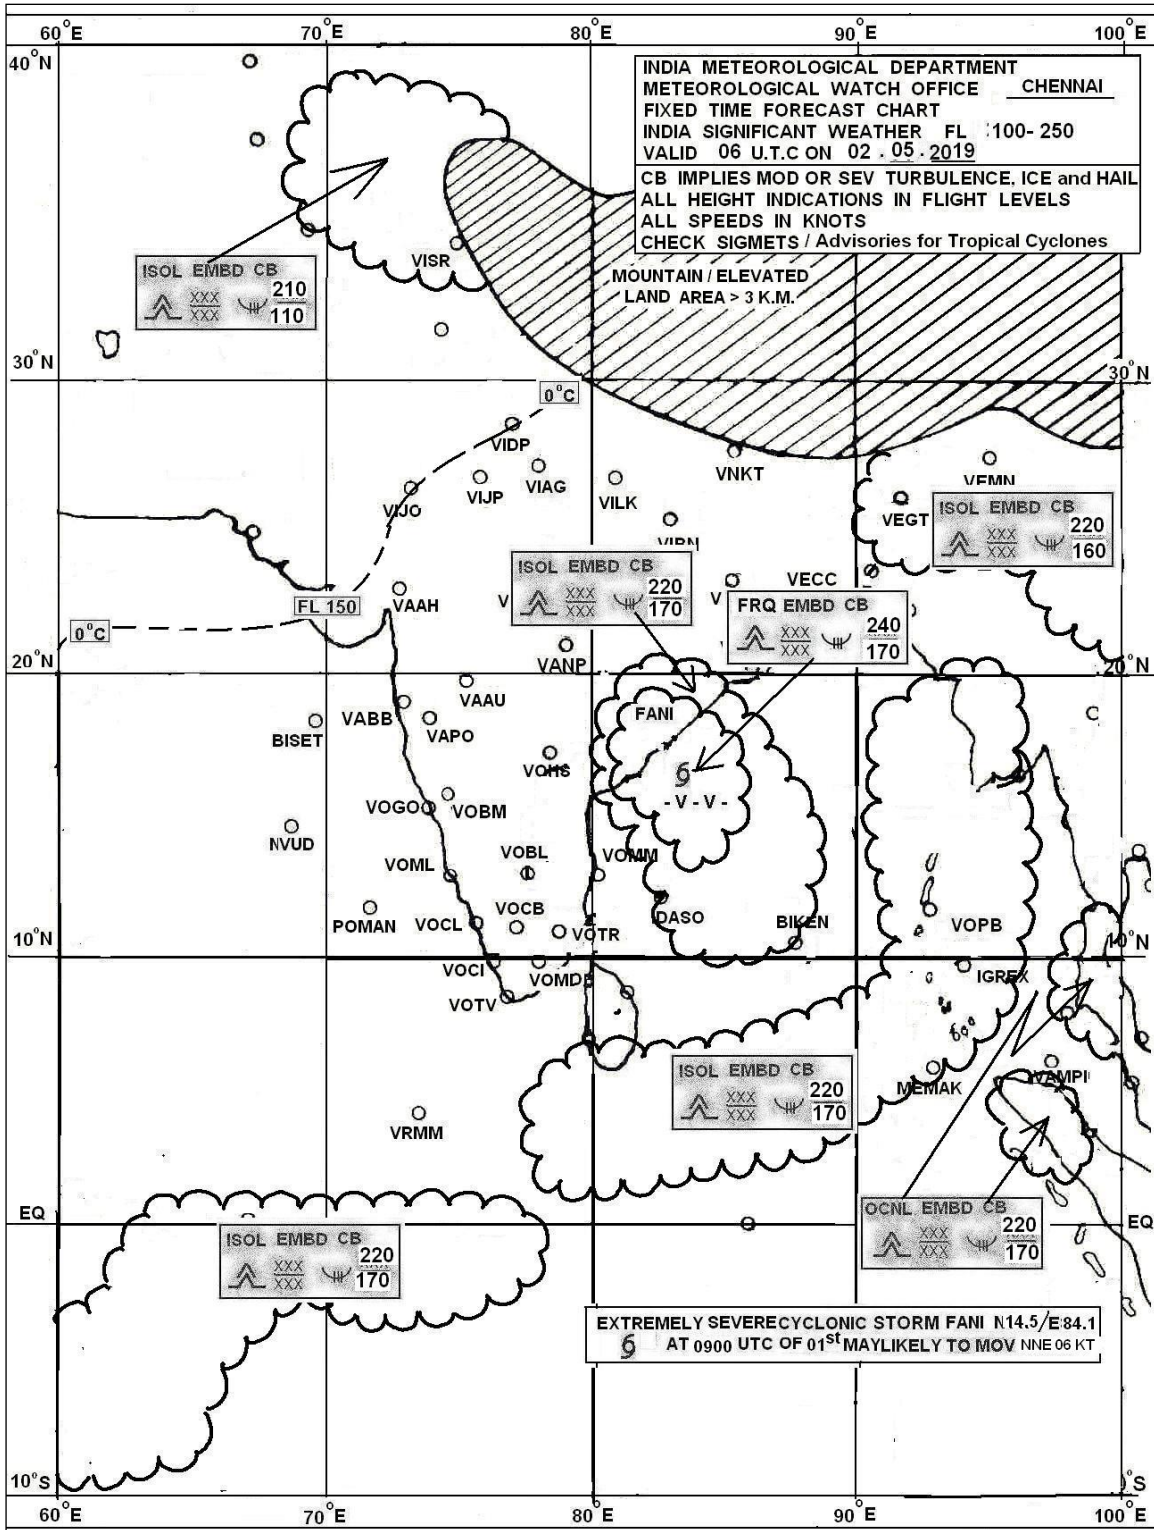 60°E 70°E 80°E 90°E 100°E
40°N
INDIA METEOROLOGICAL DEPARTMENT
METEOROLOGICAL WATCH OFFICE CHENNAI
FIXED TIME FORECAST CHART
INDIA SIGNIFICANT WEATHER FL 100-250
VALID 06 U.T.C ON 02.05.2019
CB IMPLIES MOD OR SEV TURBULENCE, ICE and HAIL
ALL HEIGHT INDICATIONS IN FLIGHT LEVELS
ALL SPEEDS IN KNOTS
CHECK SIGMETS / Advisories for Tropical Cyclones
VISR
ISOL EMBD CB
XXX
XXX
210
110
MOUNTAIN / ELEVATED
LAND AREA > 3 K.M.
30°N 30°N
0°C
VIDP
VIJP VIAG VILK VNKT VEMN
VIJO VIBN VEGT
ISOL EMBD CB
XXX
XXX
220
160
ISOL EMBD CB
XXX
XXX
220
170
VECC
VAAH
FL 150
0°C
FRQ EMBD CB
XXX
XXX
240
170
VANP
20°N 20°N
VAAU
VABB
VAPO
BISET
FANI
VOHS
- V - V -
VOGO VOBM
NVUD
VOML VOBL VOMM
POMAN VOCL VOCB VOTR DASO BIKEN VOPB
10°N 10°N
VOCI VOMD IGREX
VOTV
ISOL EMBD CB
XXX
XXX
220
170
MEMAK VAMPI
VRMM
OCNL EMBD CB
XXX
XXX
220
170
EQ EQ
ISOL EMBD CB
XXX
XXX
220
170
EXTREMELY SEVERECYCLONIC STORM FANI N14.5/E84.1
AT 0900 UTC OF 01st MAYLIKELY TO MOV NNE 06 KT
10°S °S
60°E 70°E 80°E 90°E 100°E